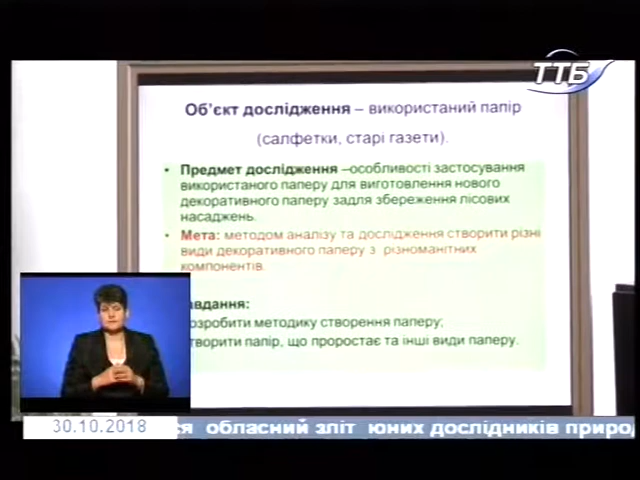 ТТБ
Об'єкт дослідження – використаний папір
(салфетки, старі газети).
• Предмет дослідження –особливості застосування
використаного паперу для виготовлення нового
декоративного паперу задля збереження лісових
насаджень.
• Мета: методом аналізу та дослідження створити різні
види декоративного паперу з різноманітних
компонентів.
авдання:
озробити методику створення паперу;
творити папір, що проростає та інші види паперу.
30.10.2018
ся обласний зліт юних дослідників природ